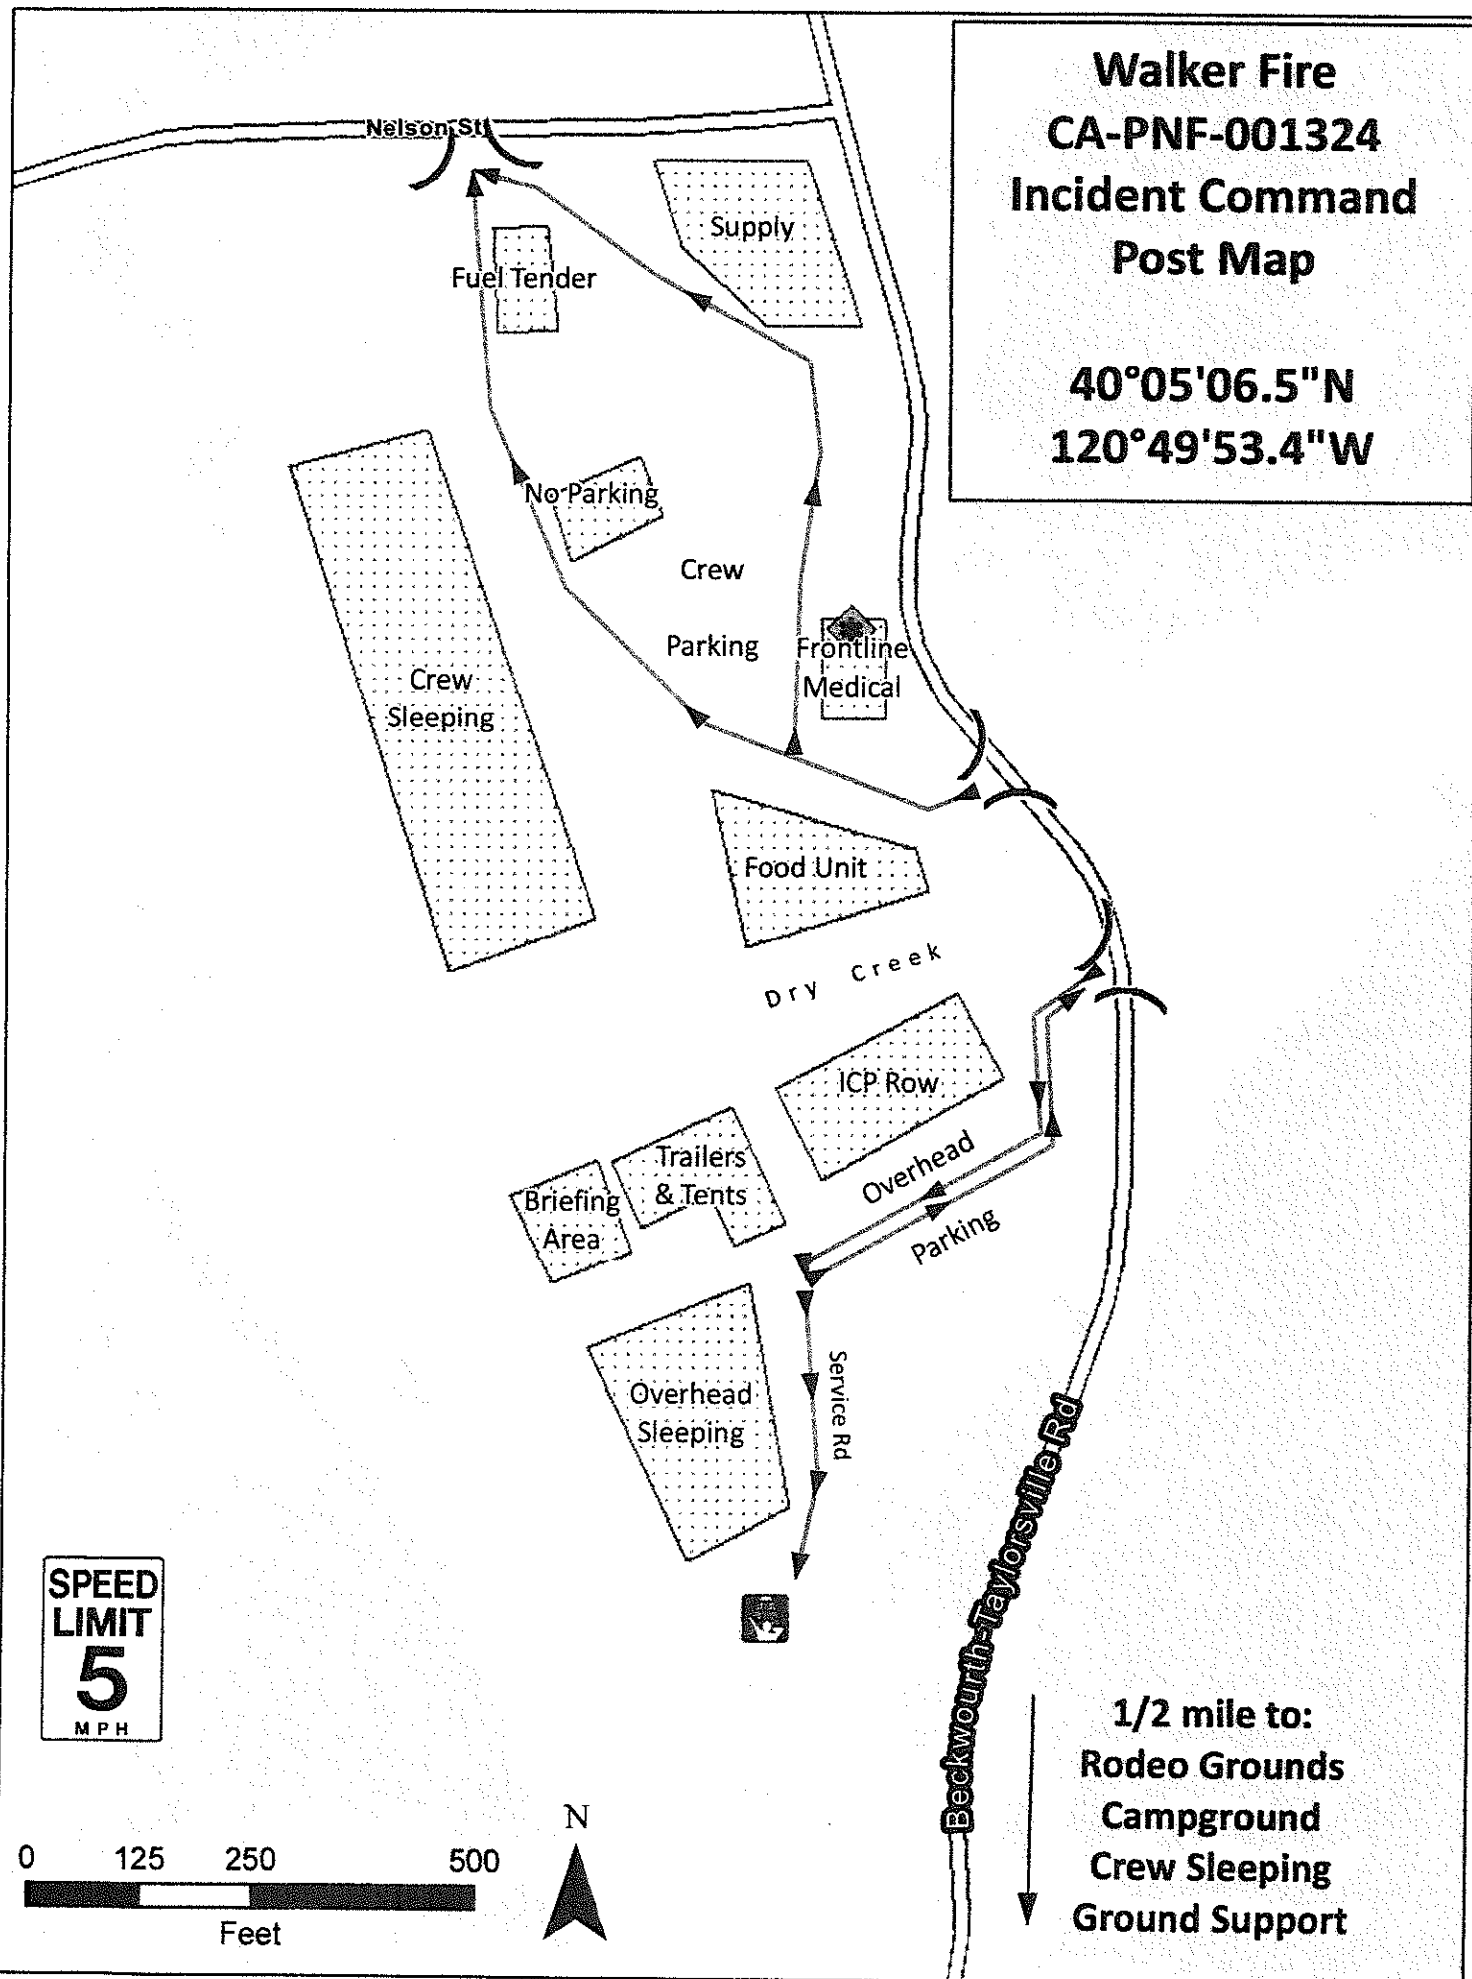 Walker Fire
CA-PNF-001324
Incident Command
Post Map
40°05'06.5"N
120°49'53.4"W
Nelson St
Supply
Fuel Tender
No Parking
Crew
Parking
Frontline
Medical
Crew
Sleeping
Food Unit
Dry Creek
ICP Row
Overhead
Parking
Trailers
& Tents
Briefing
Area
Overhead
Sleeping
Service Rd
Beckwourth-Taylorsville Rd
SPEED
LIMIT
5
MPH
1/2 mile to:
Rodeo Grounds
Campground
Crew Sleeping
Ground Support
N
0 125 250 500
Feet